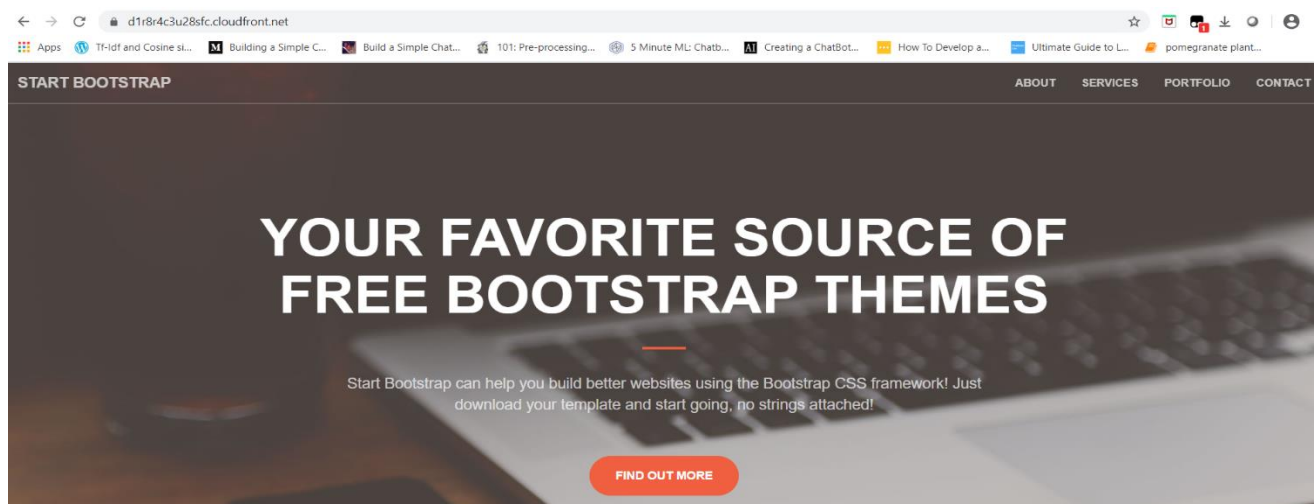 d1r8r4c3u28sfc.cloudfront.net
Apps Tf-Idf and Cosine si... M Building a Simple C... Build a Simple Chat... 101: Pre-processing... 5 Minute ML: Chatb... AI Creating a ChatBot... How To Develop a... Ultimate Guide to L... pomegranate plant...
START BOOTSTRAP ABOUT SERVICES PORTFOLIO CONTACT
YOUR FAVORITE SOURCE OF
FREE BOOTSTRAP THEMES
Start Bootstrap can help you build better websites using the Bootstrap CSS framework! Just
download your template and start going, no strings attached!
FIND OUT MORE